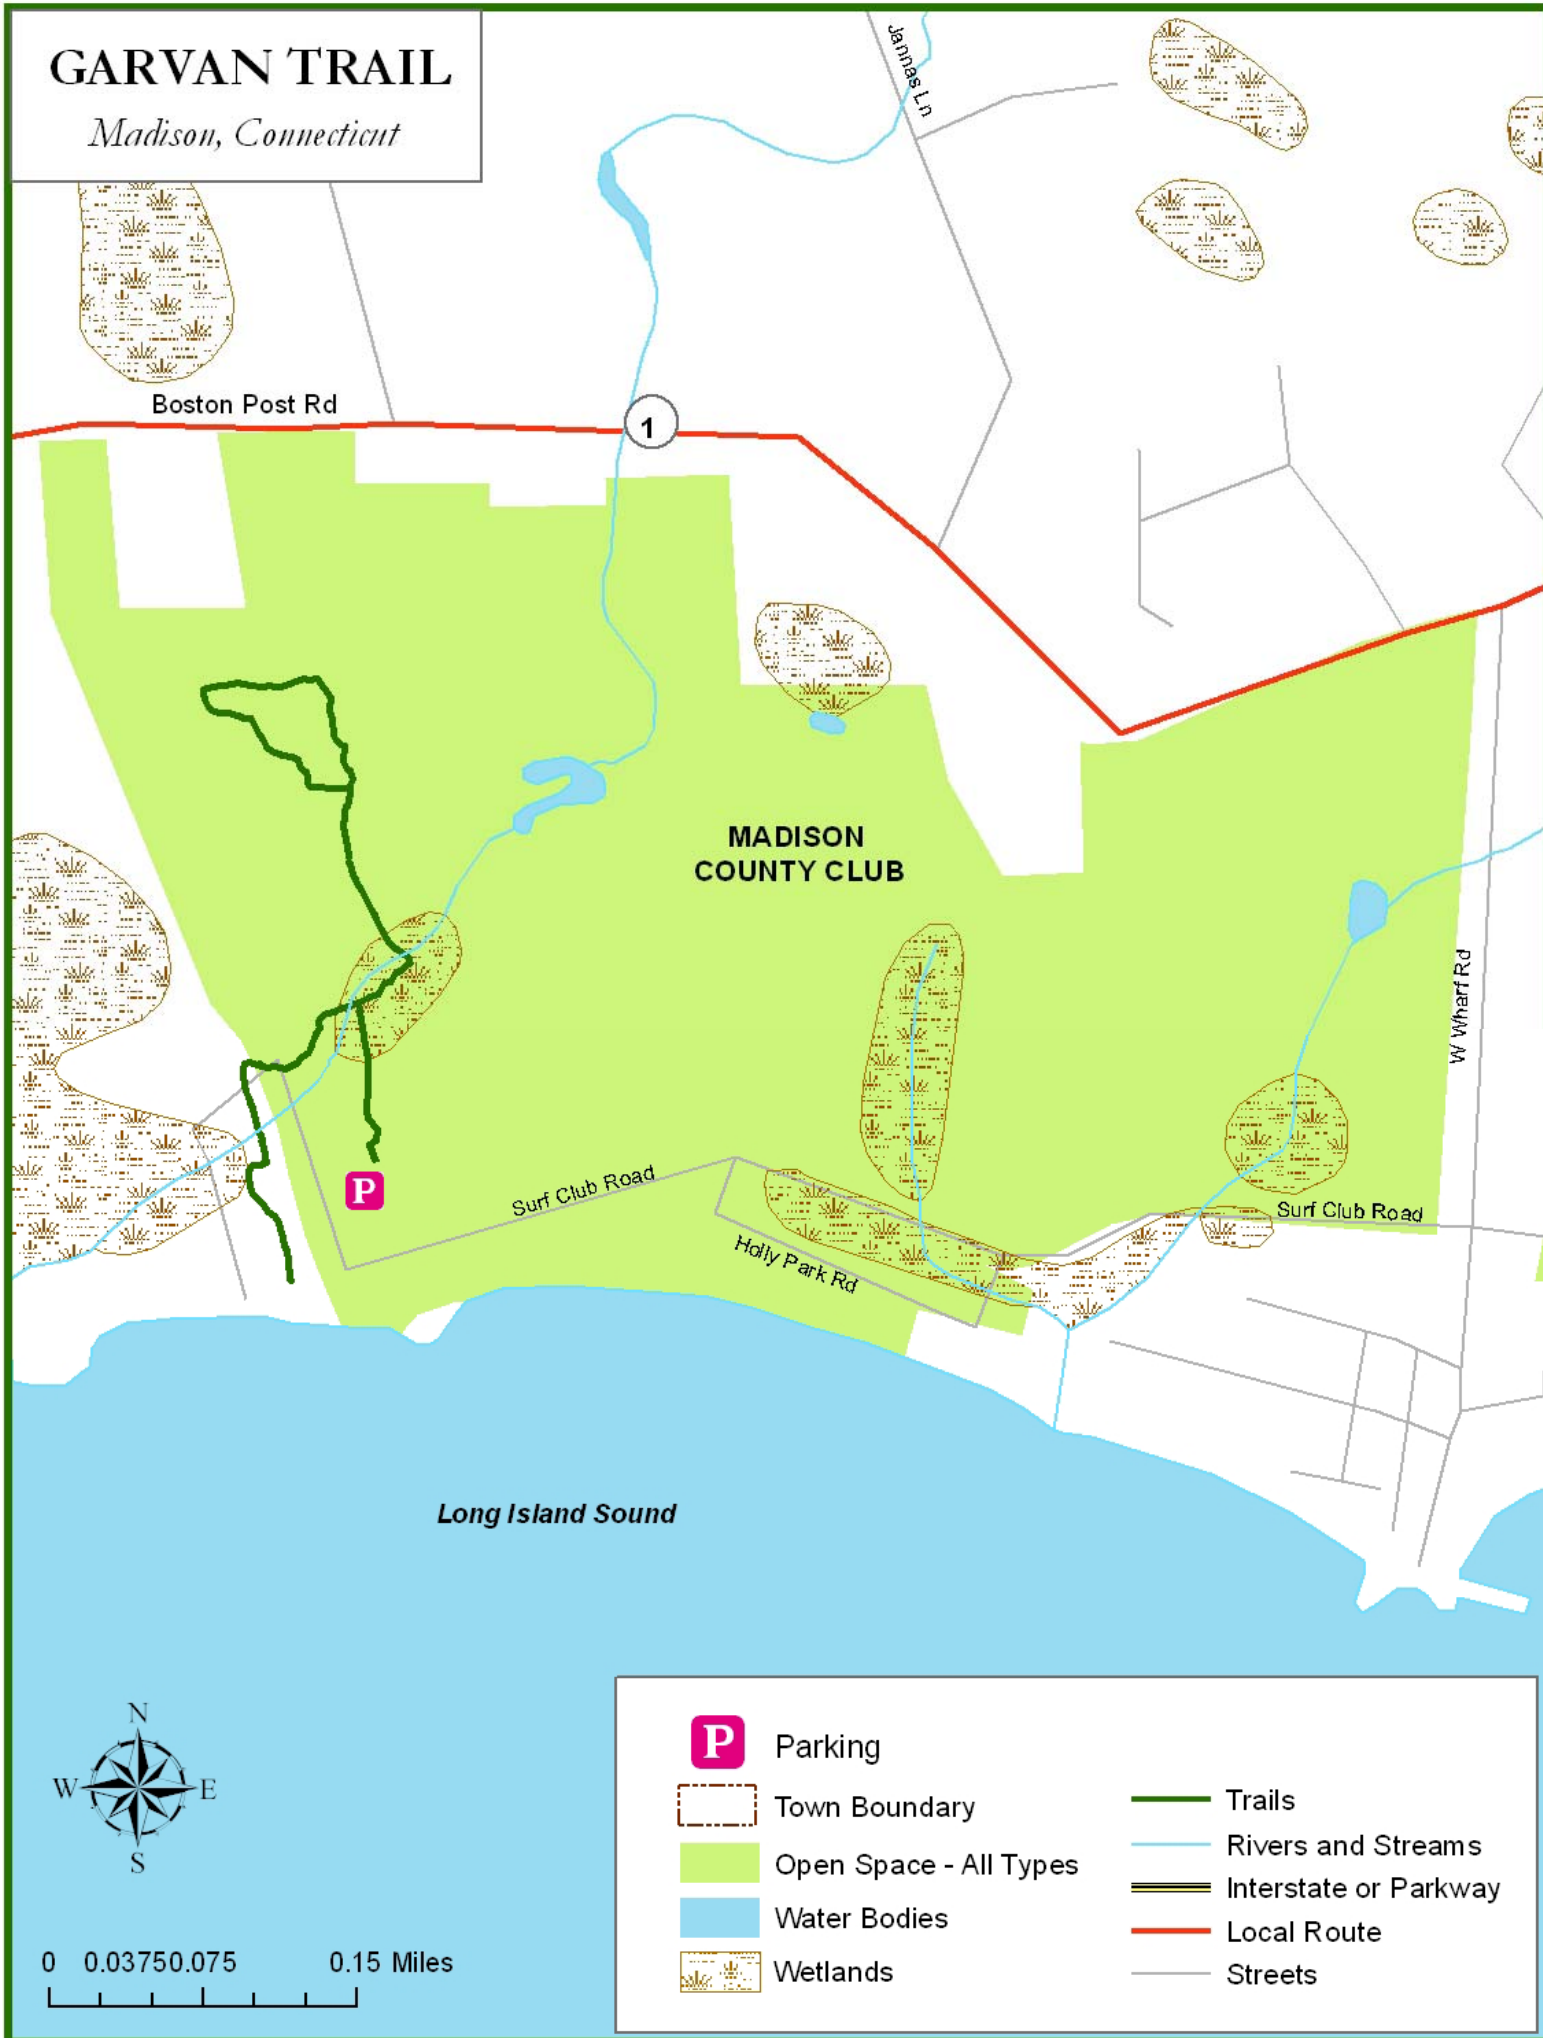 GARVAN TRAIL
Madison, Connecticut
Jannas Ln
Boston Post Rd
1
MADISON
COUNTY CLUB
W Wharf Rd
P
Surf Club Road
Surf Club Road
Holly Park Rd
Long Island Sound
N
W E
S
0 0.03750.075 0.15 Miles
P Parking
Town Boundary
Open Space - All Types
Water Bodies
Wetlands
Trails
Rivers and Streams
Interstate or Parkway
Local Route
Streets